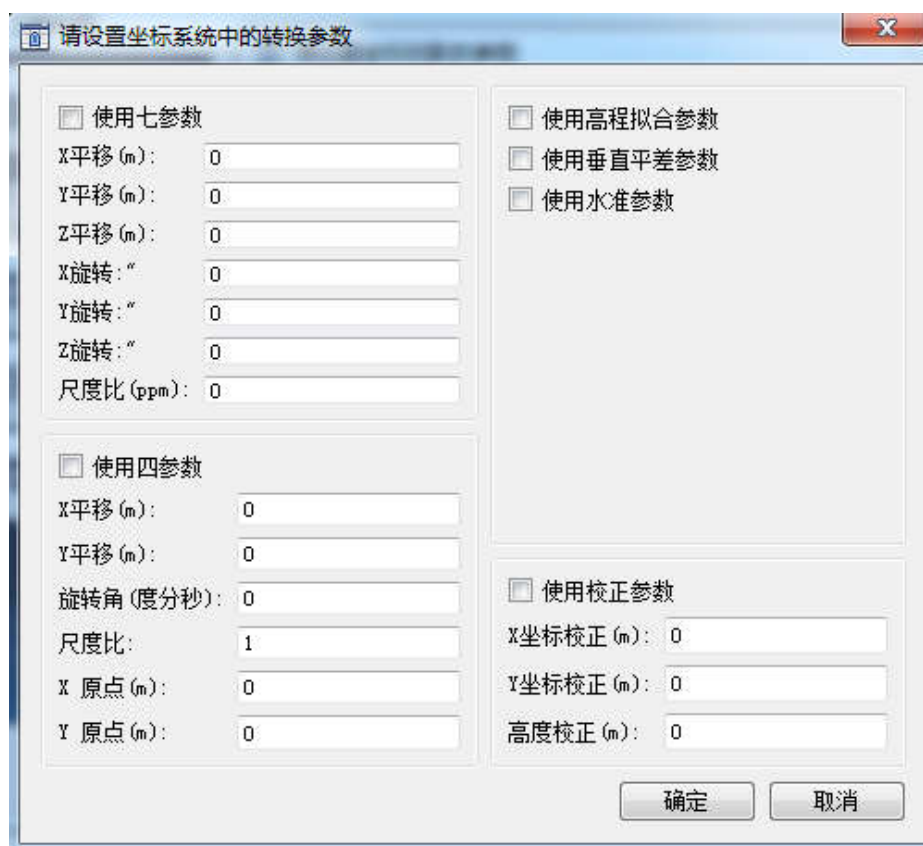 请设置坐标系统中的转换参数
使用七参数
X平移(m): 0
Y平移(m): 0
Z平移(m): 0
X旋转:″ 0
Y旋转:″ 0
Z旋转:″ 0
尺度比(ppm): 0
使用四参数
X平移(m): 0
Y平移(m): 0
旋转角(度分秒): 0
尺度比: 1
X 原点(m): 0
Y 原点(m): 0
使用高程拟合参数
使用垂直平差参数
使用水准参数
使用校正参数
X坐标校正(m): 0
Y坐标校正(m): 0
高度校正(m): 0
确定 取消